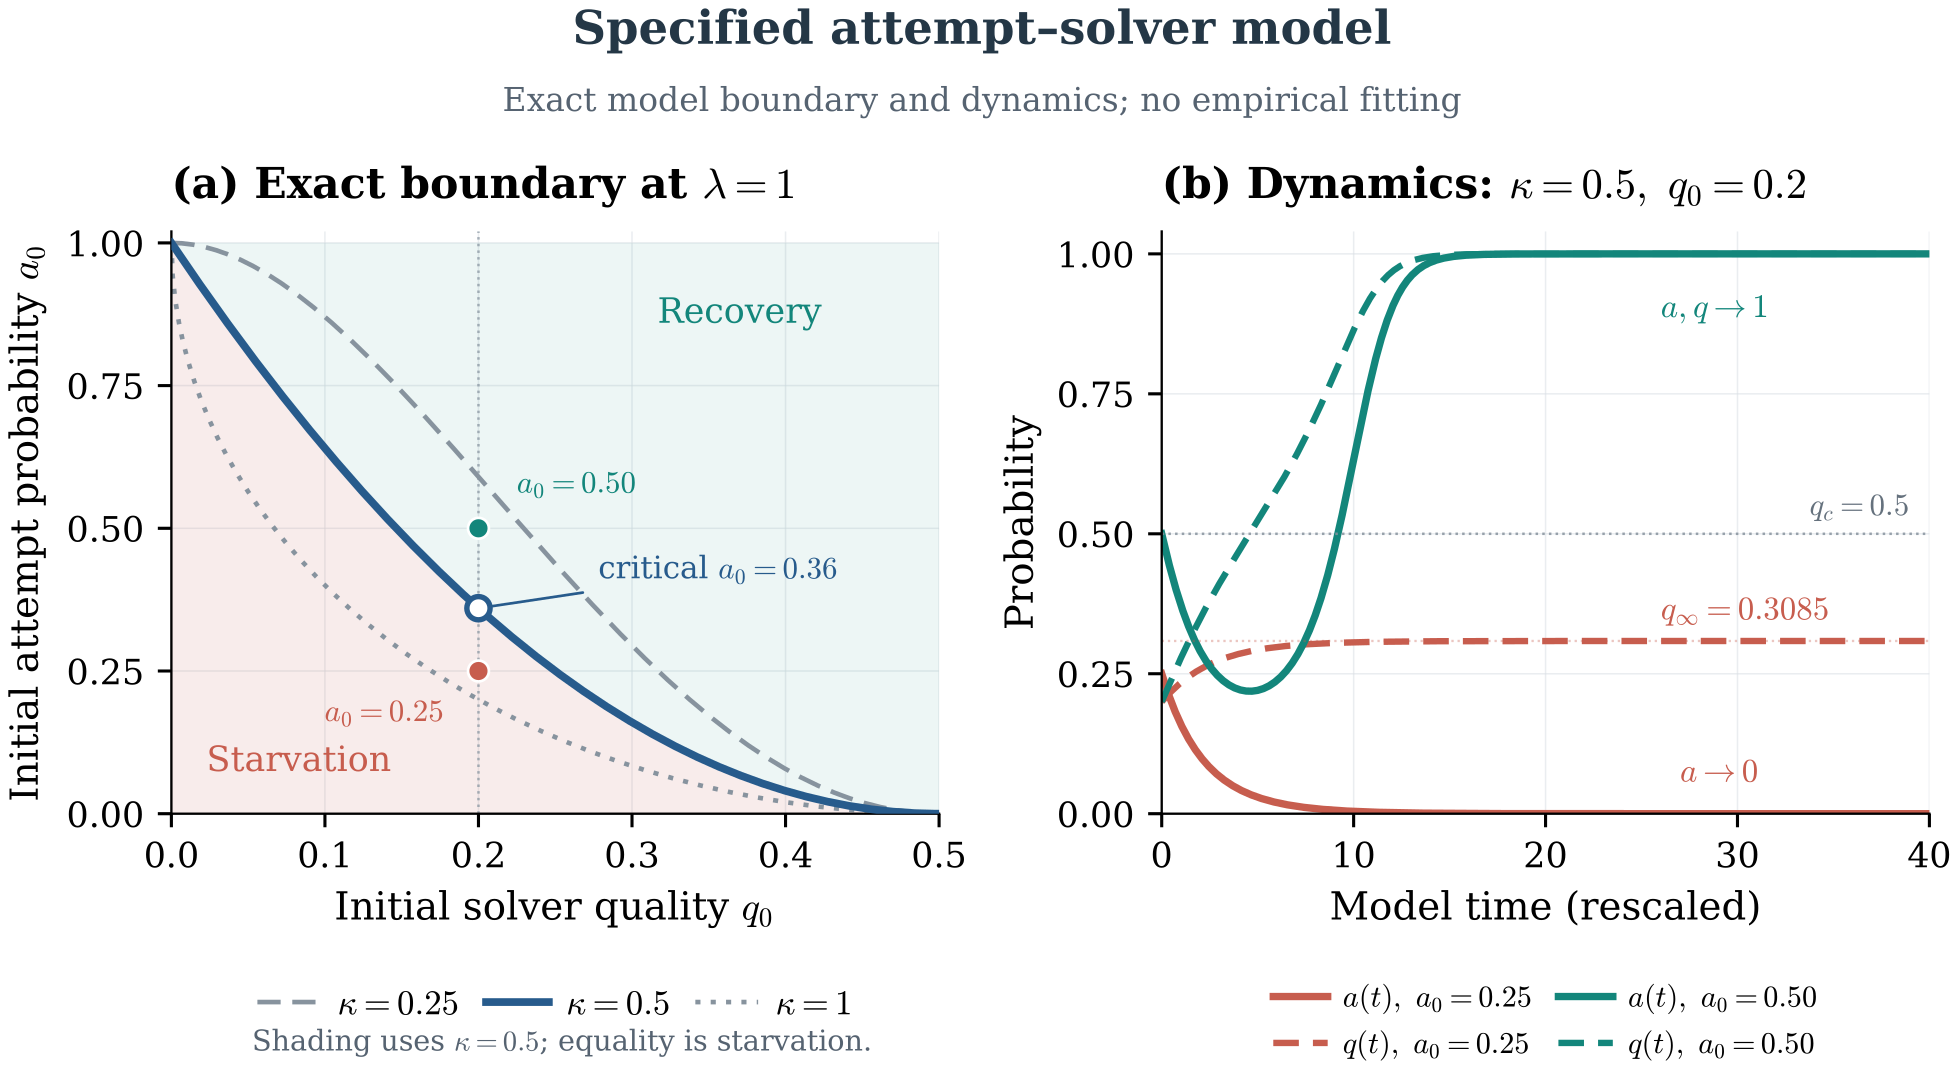 Specified attempt–solver model
Exact model boundary and dynamics; no empirical fitting
(a) Exact boundary at λ = 1
Initial attempt probability a₀
1.00
0.75
0.50
0.25
0.00
Recovery
a₀ = 0.50
critical a₀ = 0.36
a₀ = 0.25
Starvation
0.0 0.1 0.2 0.3 0.4 0.5
Initial solver quality q₀
κ = 0.25 κ = 0.5 κ = 1
Shading uses κ = 0.5; equality is starvation.
(b) Dynamics: κ = 0.5, q₀ = 0.2
Probability
1.00
0.75
0.50
0.25
0.00
a, q → 1
q_c = 0.5
q_∞ = 0.3085
a → 0
0 10 20 30 40
Model time (rescaled)
a(t), a₀ = 0.25 a(t), a₀ = 0.50
q(t), a₀ = 0.25 q(t), a₀ = 0.50